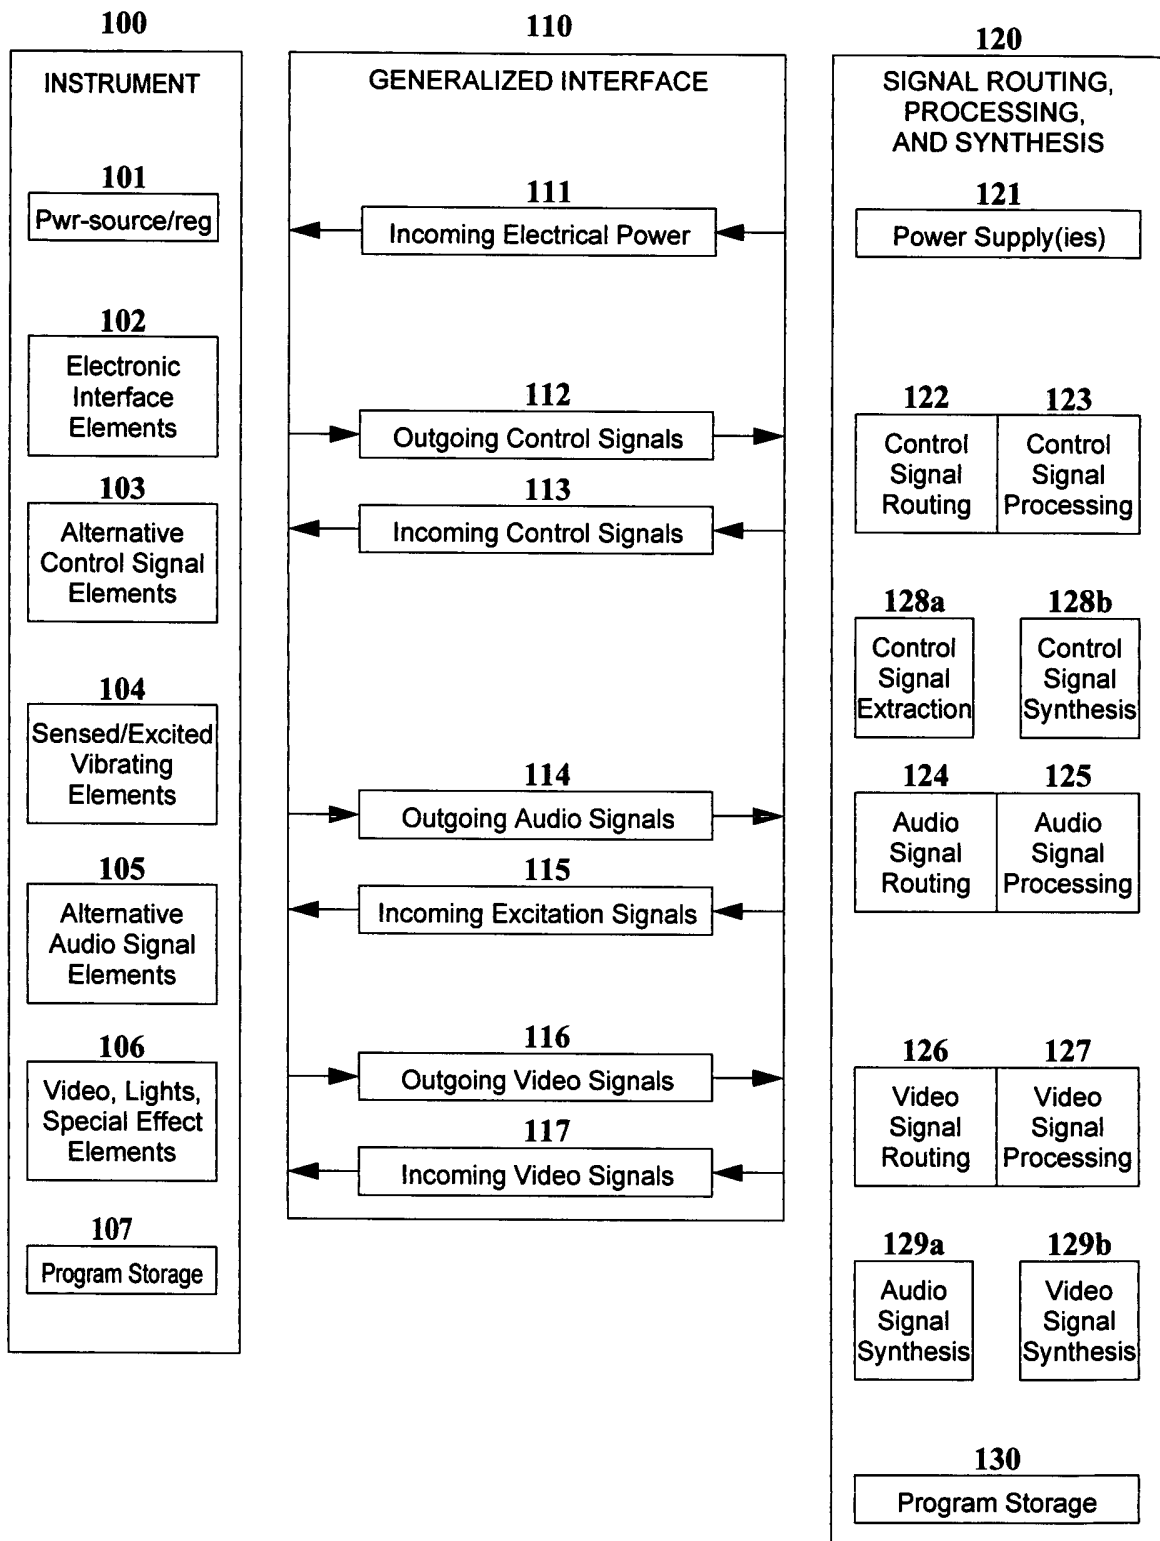 100
INSTRUMENT
101
Pwr-source/reg
102
Electronic
Interface
Elements
103
Alternative
Control Signal
Elements
104
Sensed/Excited
Vibrating
Elements
105
Alternative
Audio Signal
Elements
106
Video, Lights,
Special Effect
Elements
107
Program Storage
110
GENERALIZED INTERFACE
111
Incoming Electrical Power
112
Outgoing Control Signals
113
Incoming Control Signals
114
Outgoing Audio Signals
115
Incoming Excitation Signals
116
Outgoing Video Signals
117
Incoming Video Signals
120
SIGNAL ROUTING,
PROCESSING,
AND SYNTHESIS
121
Power Supply(ies)
122
Control
Signal
Routing
123
Control
Signal
Processing
128a
Control
Signal
Extraction
128b
Control
Signal
Synthesis
124
Audio
Signal
Routing
125
Audio
Signal
Processing
126
Video
Signal
Routing
127
Video
Signal
Processing
129a
Audio
Signal
Synthesis
129b
Video
Signal
Synthesis
130
Program Storage